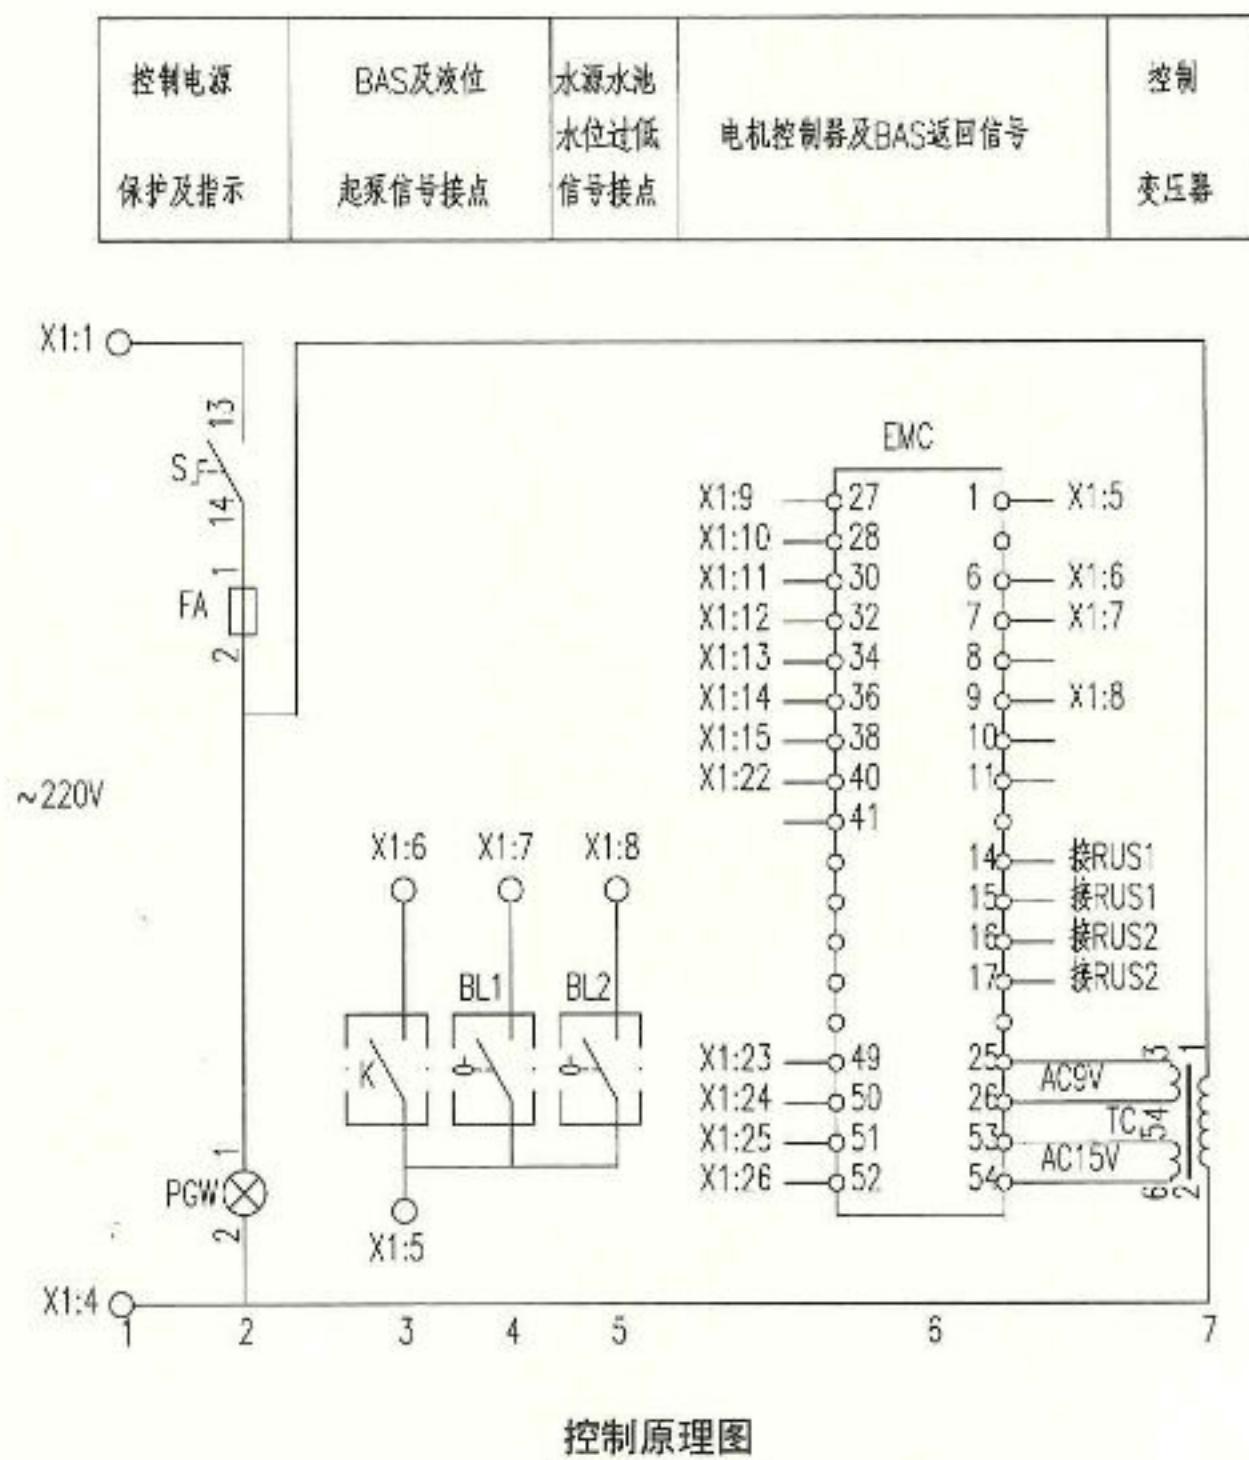 控制电源
保护及指示
BAS及液位
起泵信号接点
水源水池
水位过低
信号接点
电机控制器及BAS返回信号
控制
变压器
X1:1
13
S
14
1
FA
2
~220V
1
PGW
2
X1:4
X1:6
X1:7
X1:8
BL1
BL2
K
X1:5
EMC
X1:9 27
X1:10 28
X1:11 30
X1:12 32
X1:13 34
X1:14 36
X1:15 38
X1:22 40
41
X1:23 49
X1:24 50
X1:25 51
X1:26 52
1 X1:5
6 X1:6
7 X1:7
8
9 X1:8
10
11
14 接RUS1
15 接RUS1
16 接RUS2
17 接RUS2
25
AC9V
26
TC
53
AC15V
54
3
1
54
6
2
1 2 3 4 5 6 7
控制原理图